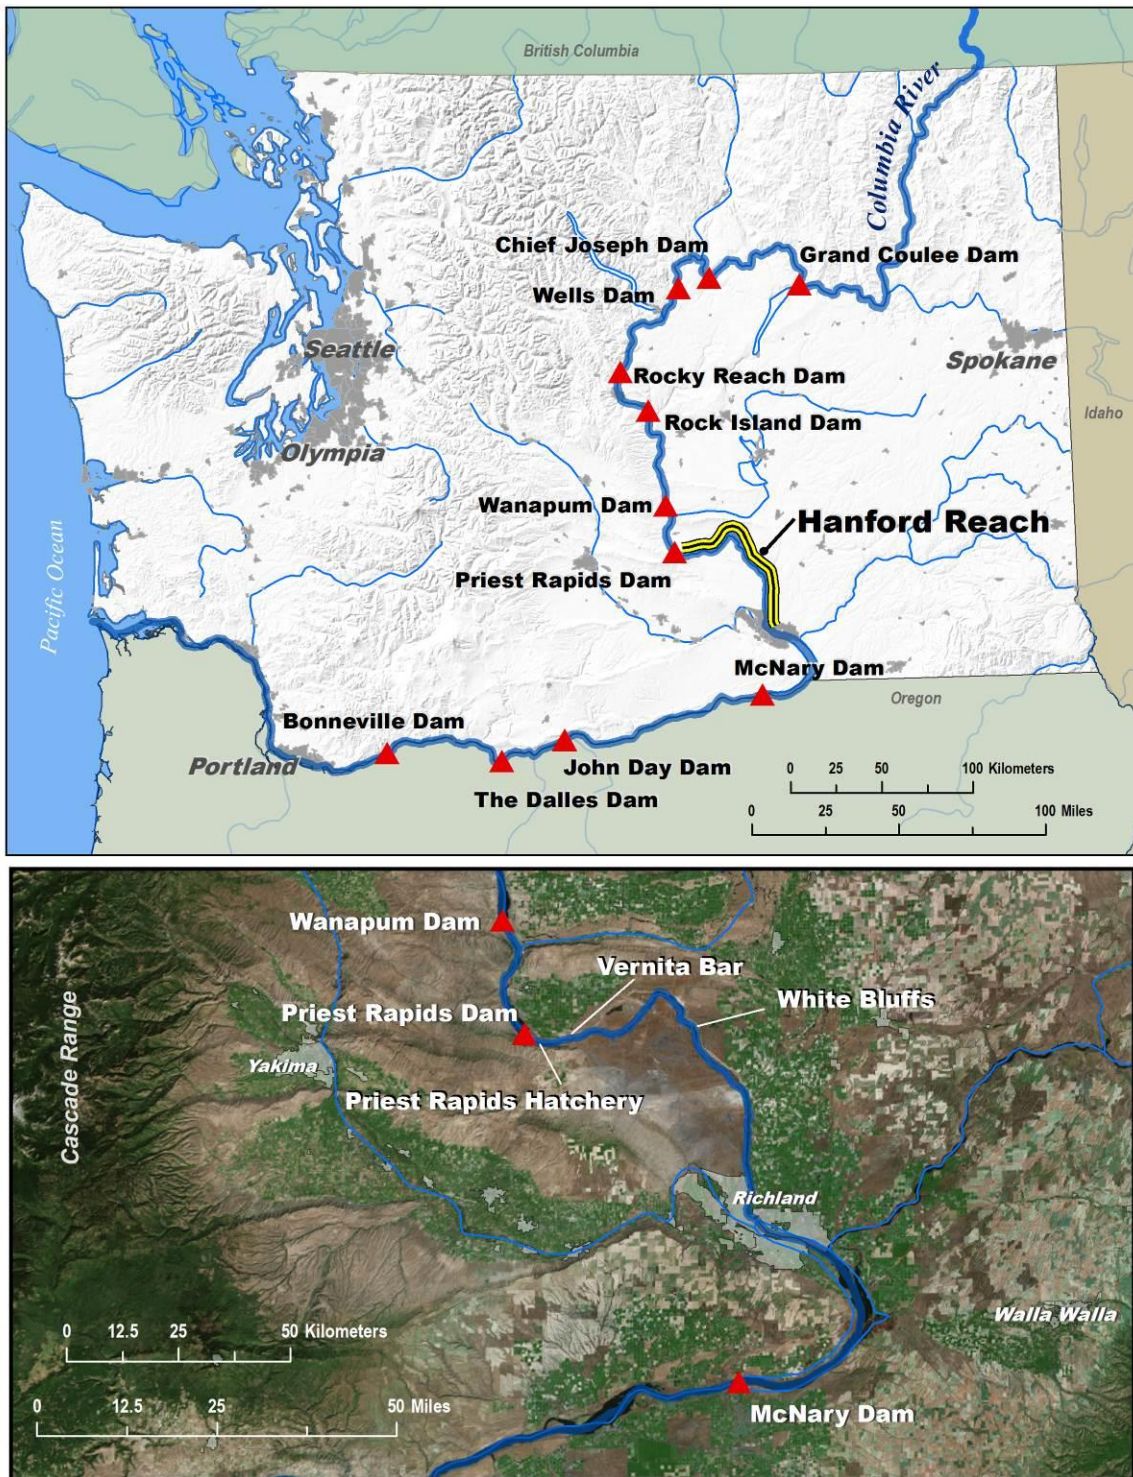 British Columbia
Columbia River
Chief Joseph Dam
Grand Coulee Dam
Wells Dam
Seattle
Spokane
Rocky Reach Dam
Idaho
Rock Island Dam
Olympia
Wanapum Dam
Hanford Reach
Pacific Ocean
Priest Rapids Dam
McNary Dam
Oregon
Bonneville Dam
Portland
John Day Dam
The Dalles Dam
0 25 50 100 Kilometers
0 25 50 100 Miles
Wanapum Dam
Vernita Bar
White Bluffs
Priest Rapids Dam
Cascade Range
Yakima
Priest Rapids Hatchery
Richland
Walla Walla
0 12.5 25 50 Kilometers
0 12.5 25 50 Miles
McNary Dam